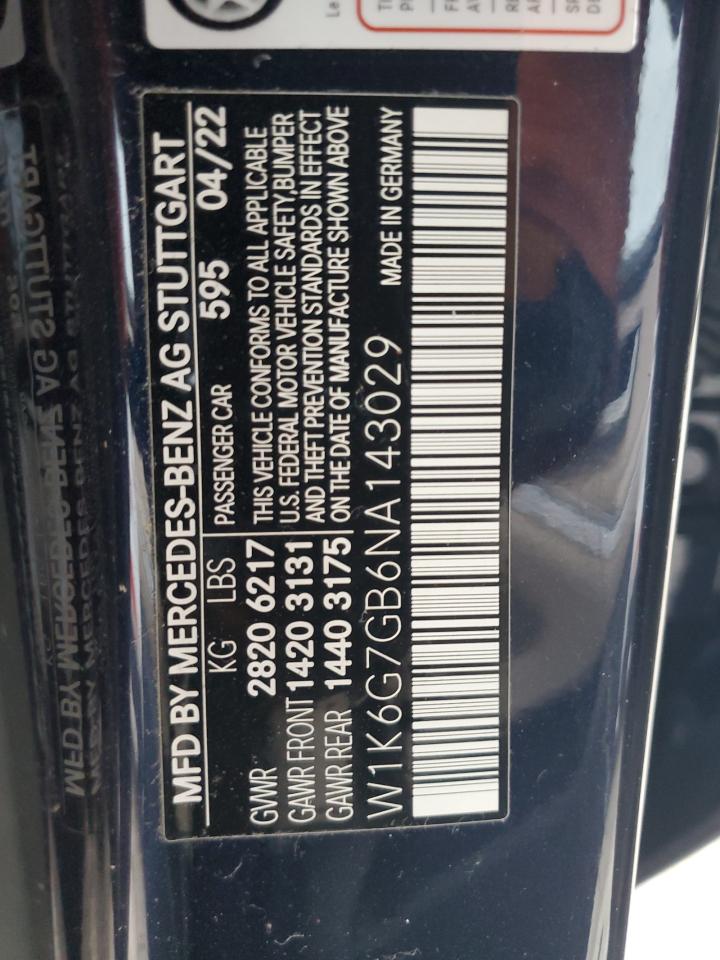 MFD BY MERCEDES-BENZ AG STUTTGART
KG LBS PASSENGER CAR 595 04/22
GVWR 2820 6217 THIS VEHICLE CONFORMS TO ALL APPLICABLE
GAWR FRONT 1420 3131 U.S. FEDERAL MOTOR VEHICLE SAFETY, BUMPER
GAWR REAR 1440 3175 AND THEFT PREVENTION STANDARDS IN EFFECT
ON THE DATE OF MANUFACTURE SHOWN ABOVE
W1K6G7GB6NA143029 MADE IN GERMANY